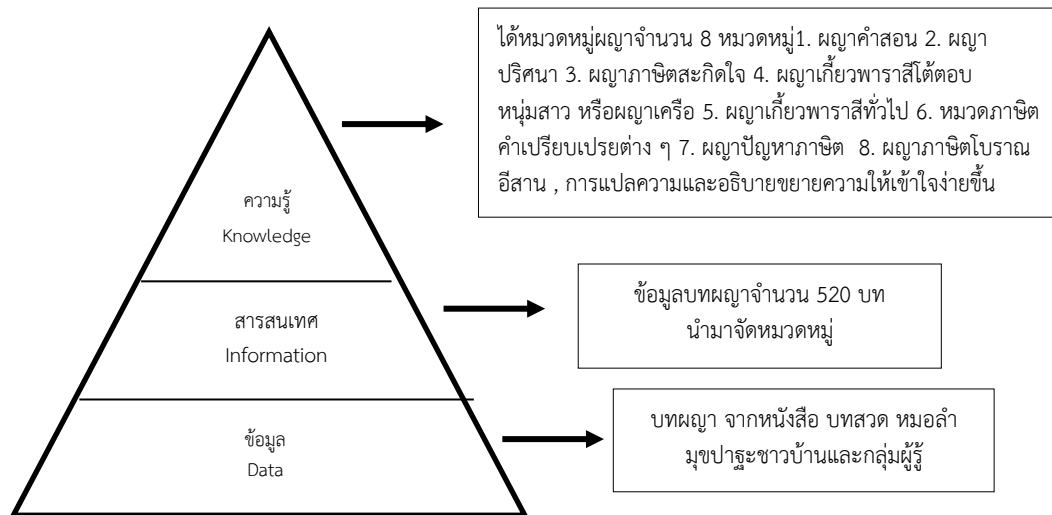 ได้หมวดหมู่ผญาจำนวน 8 หมวดหมู่1. ผญาคำสอน 2. ผญา
ปริศนา 3. ผญาภาษิตสะกิดใจ 4. ผญาเกี้ยวพาราสีโต้ตอบ
หนุ่มสาว หรือผญาเครือ 5. ผญาเกี้ยวพาราสีทั่วไป 6. หมวดภาษิต
คำเปรียบเปรยต่าง ๆ 7. ผญาปัญหาภาษิต 8. ผญาภาษิตโบราณ
อีสาน , การแปลความและอธิบายขยายความให้เข้าใจง่ายขึ้น
ความรู้
Knowledge
ข้อมูลบทผญาจำนวน 520 บท
นำมาจัดหมวดหมู่
สารสนเทศ
Information
บทผญา จากหนังสือ บทสวด หมอลำ
มุขปาฐะชาวบ้านและกลุ่มผู้รู้
ข้อมูล
Data